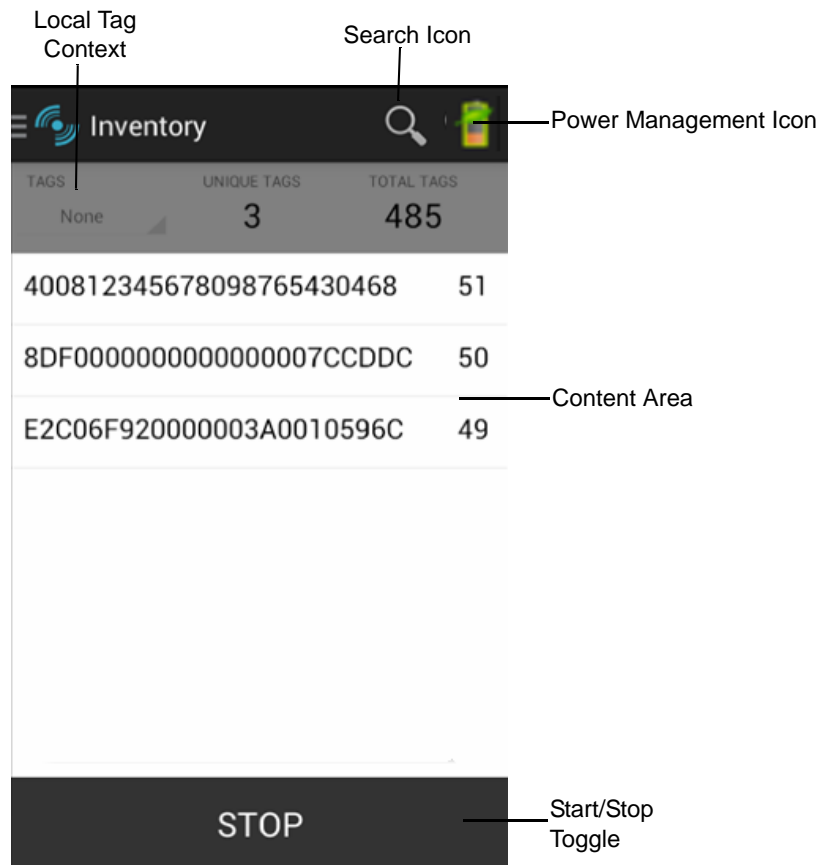 Local Tag
Context
Search Icon
Inventory
Power Management Icon
TAGS
UNIQUE TAGS
TOTAL TAGS
None
3
485
400812345678098765430468 51
8DF0000000000000007CCDDC 50
Content Area
E2C06F920000003A0010596C 49
STOP
Start/Stop
Toggle